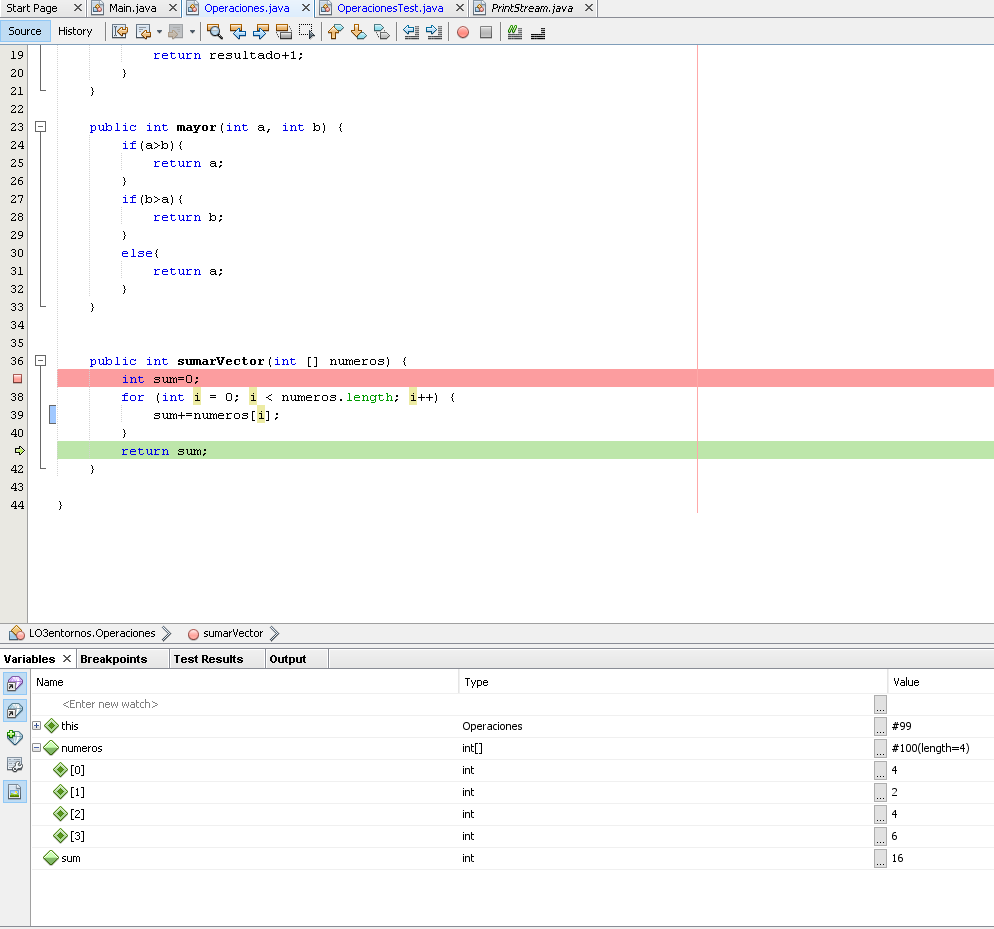 Start Page Main.java Operaciones.java OperacionesTest.java PrintStream.java
Source History
19 return resultado+1;
20 }
21 }
22
23 public int mayor(int a, int b) {
24 if(a>b){
25 return a;
26 }
27 if(b>a){
28 return b;
29 }
30 else{
31 return a;
32 }
33 }
34
35
36 public int sumarVector(int [] numeros) {
int sum=0;
38 for (int i = 0; i < numeros.length; i++) {
39 sum+=numeros[i];
40 }
return sum;
42 }
43
44 }
LO3entornos.Operaciones sumarVector
Variables Breakpoints Test Results Output
Name Type Value
<Enter new watch> ...
this Operaciones ... #99
numeros int[] ... #100(length=4)
[0] int ... 4
[1] int ... 2
[2] int ... 4
[3] int ... 6
sum int ... 16